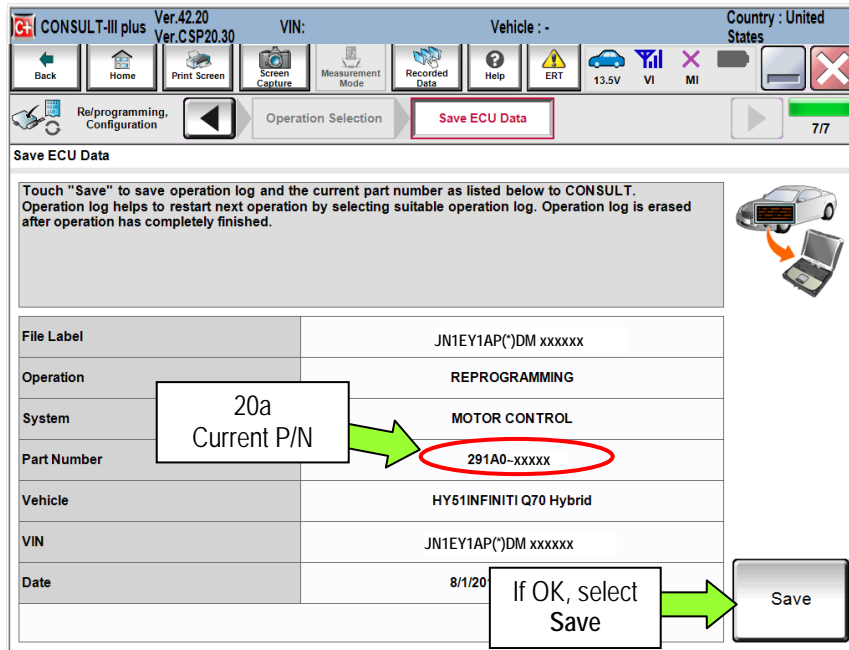 CONSULT-III plus Ver.42.20 VIN: Vehicle : - Country : United
Ver.CSP20.30 States
Back Home Print Screen Screen Capture Measurement Mode Recorded Data Help ERT 13.5V VI MI
Re/programming, Configuration Operation Selection Save ECU Data 7/7
Save ECU Data
Touch "Save" to save operation log and the current part number as listed below to CONSULT.
Operation log helps to restart next operation by selecting suitable operation log. Operation log is erased
after operation has completely finished.
File Label JN1EY1AP(*)DM xxxxxx
Operation REPROGRAMMING
20a
Current P/N
System MOTOR CONTROL
Part Number 291A0-xxxxx
Vehicle HY51INFINITI Q70 Hybrid
VIN JN1EY1AP(*)DM xxxxxx
Date 8/1/201
If OK, select
Save
Save